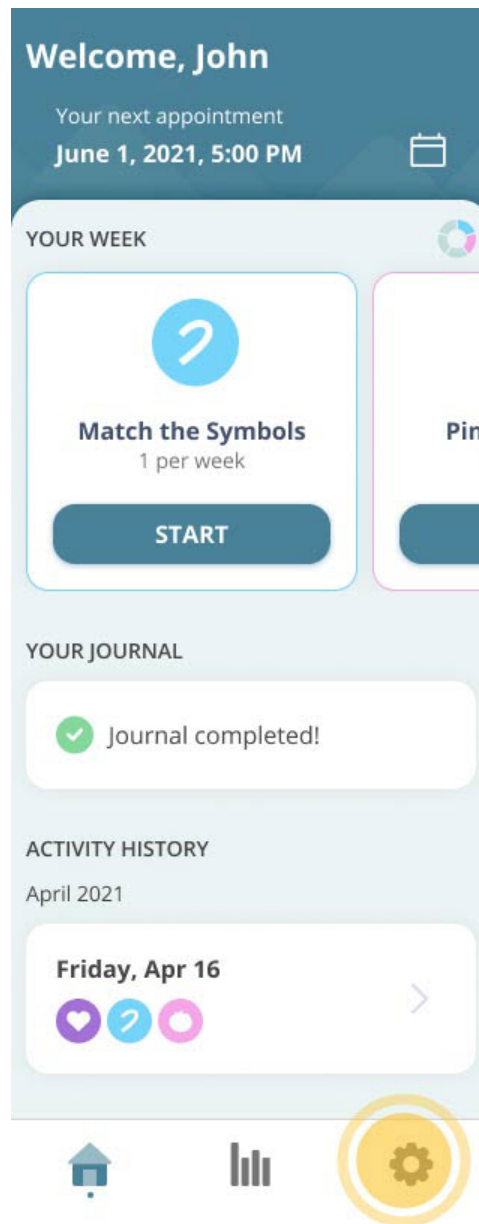 Welcome, John
Your next appointment
June 1, 2021, 5:00 PM
YOUR WEEK
Match the Symbols
1 per week
START
Pin
YOUR JOURNAL
Journal completed!
ACTIVITY HISTORY
April 2021
Friday, Apr 16